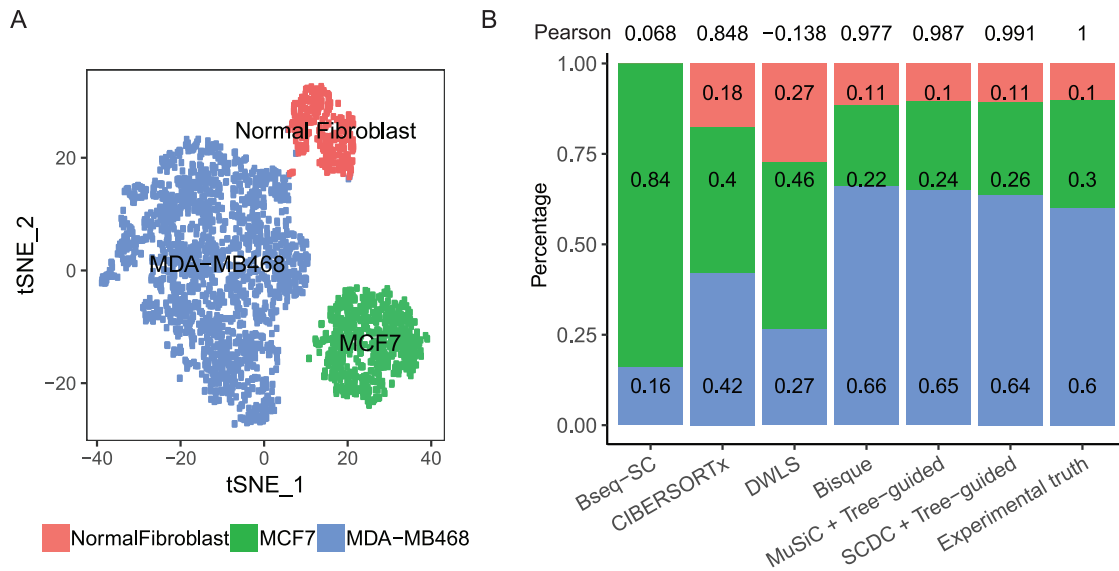 A
Normal Fibroblast
MDA−MB468
MCF7
20
0
−20
tSNE_2
−40
−20
0
20
40
tSNE_1
NormalFibroblast
MCF7
MDA−MB468
B
Pearson 0.068 0.848 −0.138 0.977 0.987 0.991 1
1.00
0.75
0.50
0.25
0.00
Percentage
0.18 0.27 0.11 0.1 0.11 0.1
0.84 0.4 0.46 0.22 0.24 0.26 0.3
0.16 0.42 0.27 0.66 0.65 0.64 0.6
Bseq−SC
CIBERSORTx
DWLS
Bisque
MuSiC + Tree−guided
SCDC + Tree−guided
Experimental truth